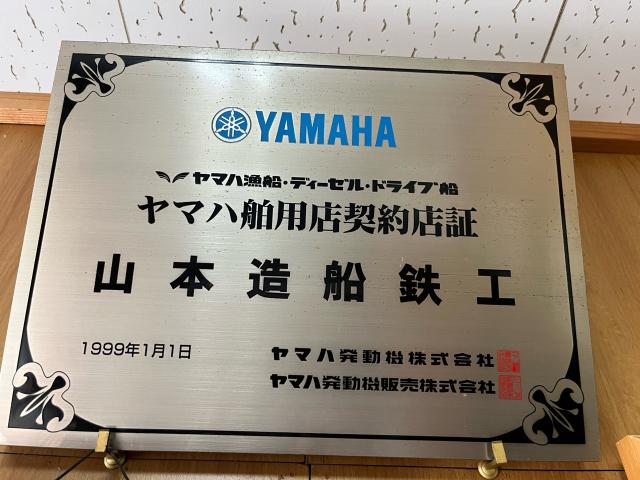 YAMAHA
ヤマハ漁船・ディーゼル・ドライブ船
ヤマハ舶用店契約店証
山本造船鉄工
1999年1月1日
ヤマハ発動機株式会社
ヤマハ発動機販売株式会社